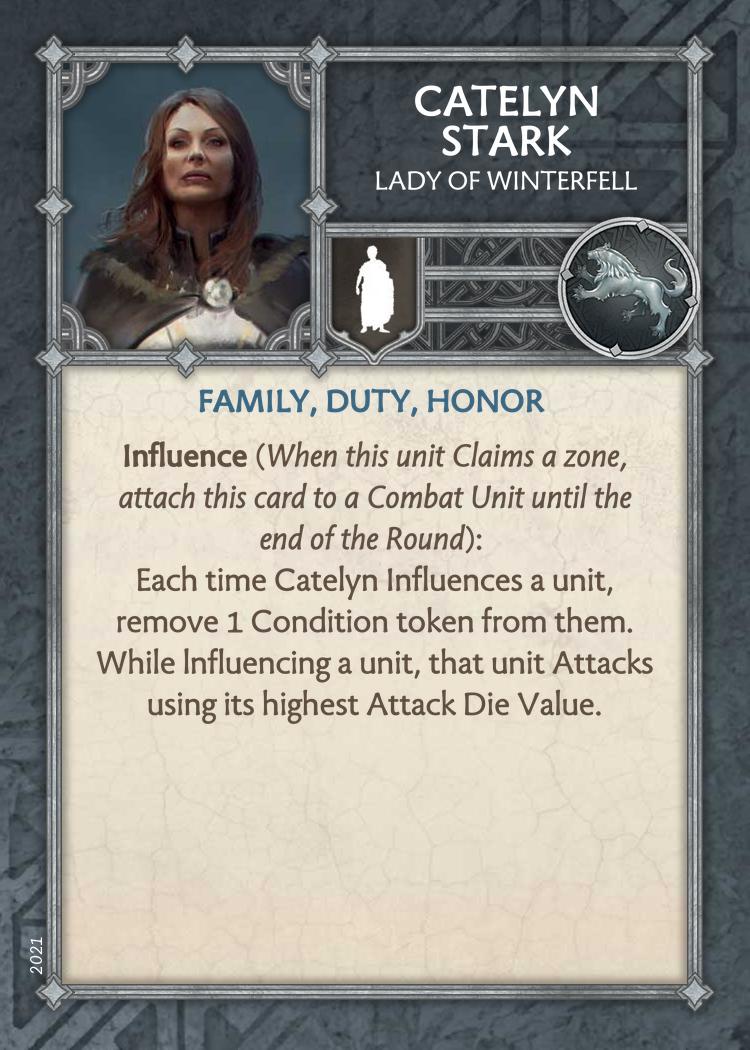 CATELYN
STARK
LADY OF WINTERFELL
FAMILY, DUTY, HONOR
Influence (When this unit Claims a zone,
attach this card to a Combat Unit until the
end of the Round):
Each time Catelyn Influences a unit,
remove 1 Condition token from them.
While Influencing a unit, that unit Attacks
using its highest Attack Die Value.
2021